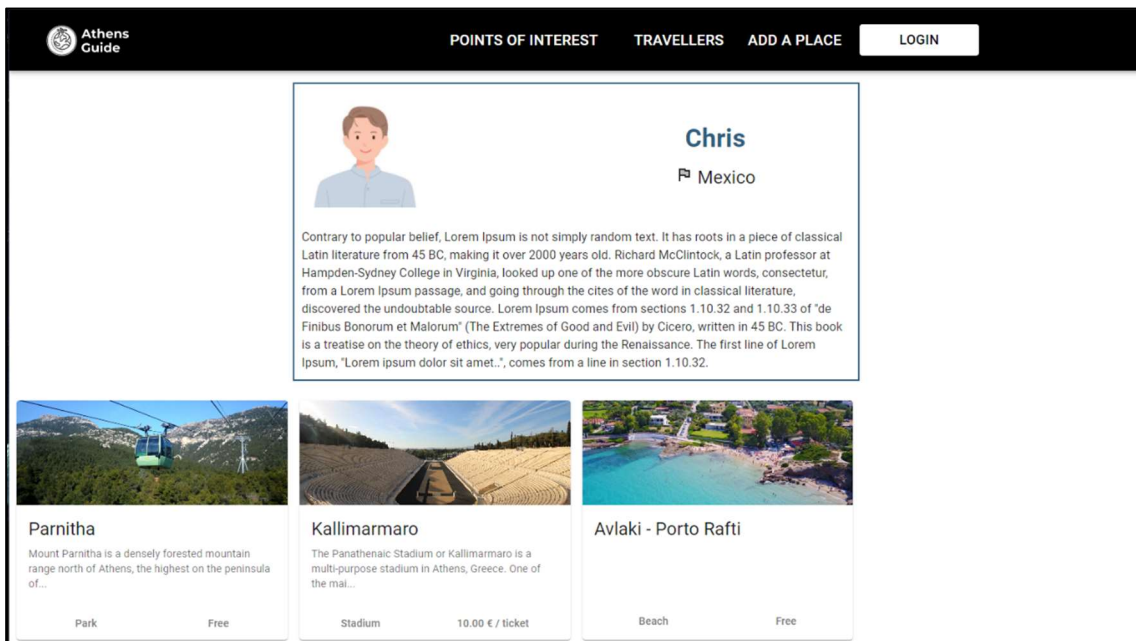 Athens
Guide
POINTS OF INTEREST
TRAVELLERS
ADD A PLACE
LOGIN
Chris
Mexico
Contrary to popular belief, Lorem Ipsum is not simply random text. It has roots in a piece of classical
Latin literature from 45 BC, making it over 2000 years old. Richard McClintock, a Latin professor at
Hampden-Sydney College in Virginia, looked up one of the more obscure Latin words, consectetur,
from a Lorem Ipsum passage, and going through the cites of the word in classical literature,
discovered the undoubtable source. Lorem Ipsum comes from sections 1.10.32 and 1.10.33 of "de
Finibus Bonorum et Malorum" (The Extremes of Good and Evil) by Cicero, written in 45 BC. This book
is a treatise on the theory of ethics, very popular during the Renaissance. The first line of Lorem
Ipsum, "Lorem ipsum dolor sit amet..", comes from a line in section 1.10.32.
Parnitha
Mount Parnitha is a densely forested mountain
range north of Athens, the highest on the peninsula
of...
Park
Free
Kallimarmaro
The Panathenaic Stadium or Kallimarmaro is a
multi-purpose stadium in Athens, Greece. One of
the mai...
Stadium
10.00 € / ticket
Avlaki - Porto Rafti
Beach
Free